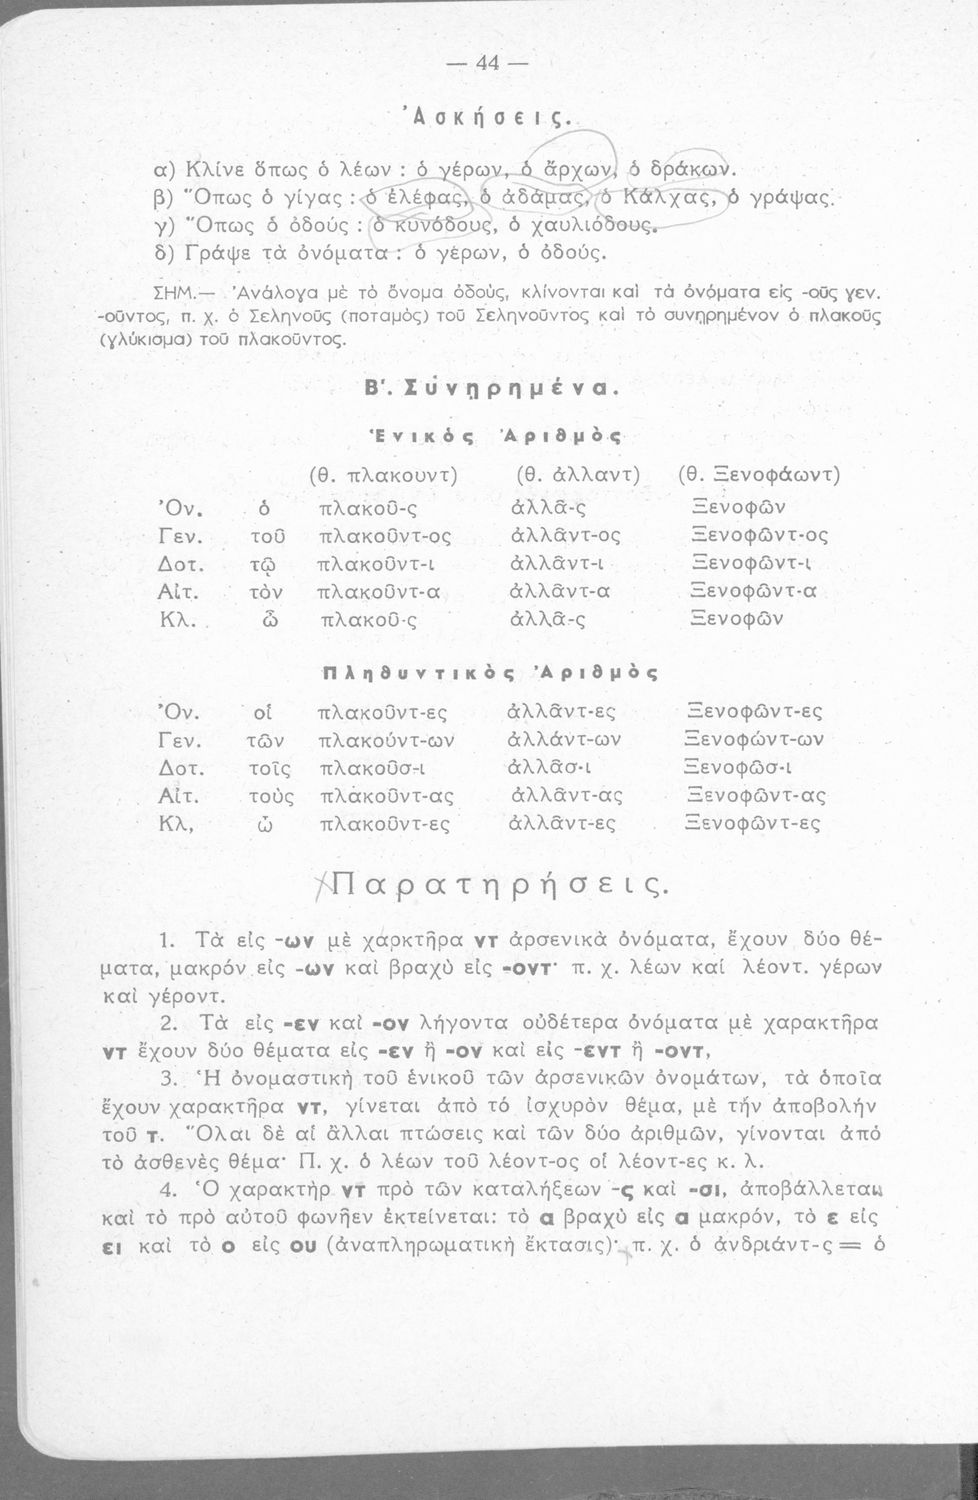 — 44 —
Ἀσκήσεις.
α) Κλίνε ὅπως ὁ λέων : ὁ γέρων, ὁ ἄρχων, ὁ δράκων.
β) Ὅπως ὁ γίγας : ὁ ἐλέφας, ὁ ἀδάμας, ὁ Κάλχας, ὁ γράψας.
γ) Ὅπως ὁ ὀδούς : ὁ κυνόδους, ὁ χαυλιόδους.
δ) Γράψε τὰ ὀνόματα : ὁ γέρων, ὁ ὀδούς.
ΣΗΜ.— Ἀνάλογα μὲ τὸ ὄνομα ὀδούς, κλίνονται καὶ τὰ ὀνόματα εἰς -οῦς γεν.
-οῦντος, π. χ. ὁ Σεληνοῦς (ποταμὸς) τοῦ Σεληνοῦντος καὶ τὸ συνῃρημένον ὁ πλακοῦς
(γλύκισμα) τοῦ πλακοῦντος.
Β'. Συνῃρημένα.
Ἑνικὸς Ἀριθμὸς
(θ. πλακουντ) (θ. ἀλλαντ) (θ. Ξενοφάωντ)
Ὀν. ὁ πλακοῦ-ς ἀλλᾶ-ς Ξενοφῶν
Γεν. τοῦ πλακοῦντ-ος ἀλλᾶντ-ος Ξενοφῶντ-ος
Δοτ. τῷ πλακοῦντ-ι ἀλλᾶντ-ι Ξενοφῶντ-ι
Αἰτ. τὸν πλακοῦντ-α ἀλλᾶντ-α Ξενοφῶντ-α
Κλ. ὦ πλακοῦ-ς ἀλλᾶ-ς Ξενοφῶν
Πληθυντικὸς Ἀριθμὸς
Ὀν. οἱ πλακοῦντ-ες ἀλλᾶντ-ες Ξενοφῶντ-ες
Γεν. τῶν πλακούντ-ων ἀλλάντ-ων Ξενοφώντ-ων
Δοτ. τοῖς πλακοῦσ-ι ἀλλᾶσ-ι Ξενοφῶσ-ι
Αἰτ. τοὺς πλακοῦντ-ας ἀλλᾶντ-ας Ξενοφῶντ-ας
Κλ, ὦ πλακοῦντ-ες ἀλλᾶντ-ες Ξενοφῶντ-ες
Παρατηρήσεις.
1. Τὰ εἰς -ων μὲ χαρκτῆρα ντ ἀρσενικὰ ὀνόματα, ἔχουν δύο θέ-
ματα, μακρόν εἰς -ων καὶ βραχὺ εἰς -οντ· π. χ. λέων καί λέοντ. γέρων
καὶ γέροντ.
2. Τὰ εἰς -εν καὶ -ον λήγοντα οὐδέτερα ὀνόματα μὲ χαρακτῆρα
ντ ἔχουν δύο θέματα εἰς -εν ἢ -ον καὶ εἰς -εντ ἢ -οντ,
3. Ἡ ὀνομαστικὴ τοῦ ἑνικοῦ τῶν ἀρσενικῶν ὀνομάτων, τὰ ὁποῖα
ἔχουν χαρακτῆρα ντ, γίνεται ἀπὸ τό ἰσχυρὸν θέμα, μὲ τήν ἀποβολήν
τοῦ τ. Ὅλαι δὲ αἱ ἄλλαι πτώσεις καὶ τῶν δύο ἀριθμῶν, γίνονται ἀπό
τὸ ἀσθενὲς θέμα· Π. χ. ὁ λέων τοῦ λέοντ-ος οἱ λέοντ-ες κ. λ.
4. Ὁ χαρακτὴρ ντ πρὸ τῶν καταλήξεων -ς καὶ -σι, ἀποβάλλεται
καὶ τὸ πρὸ αὐτοῦ φωνῆεν ἐκτείνεται: τὸ α βραχὺ εἰς α μακρόν, τὸ ε εἰς
ει καὶ τὸ ο εἰς ου (ἀναπληρωματικὴ ἔκτασις)· π. χ. ὁ ἀνδριάντ-ς = ὁ